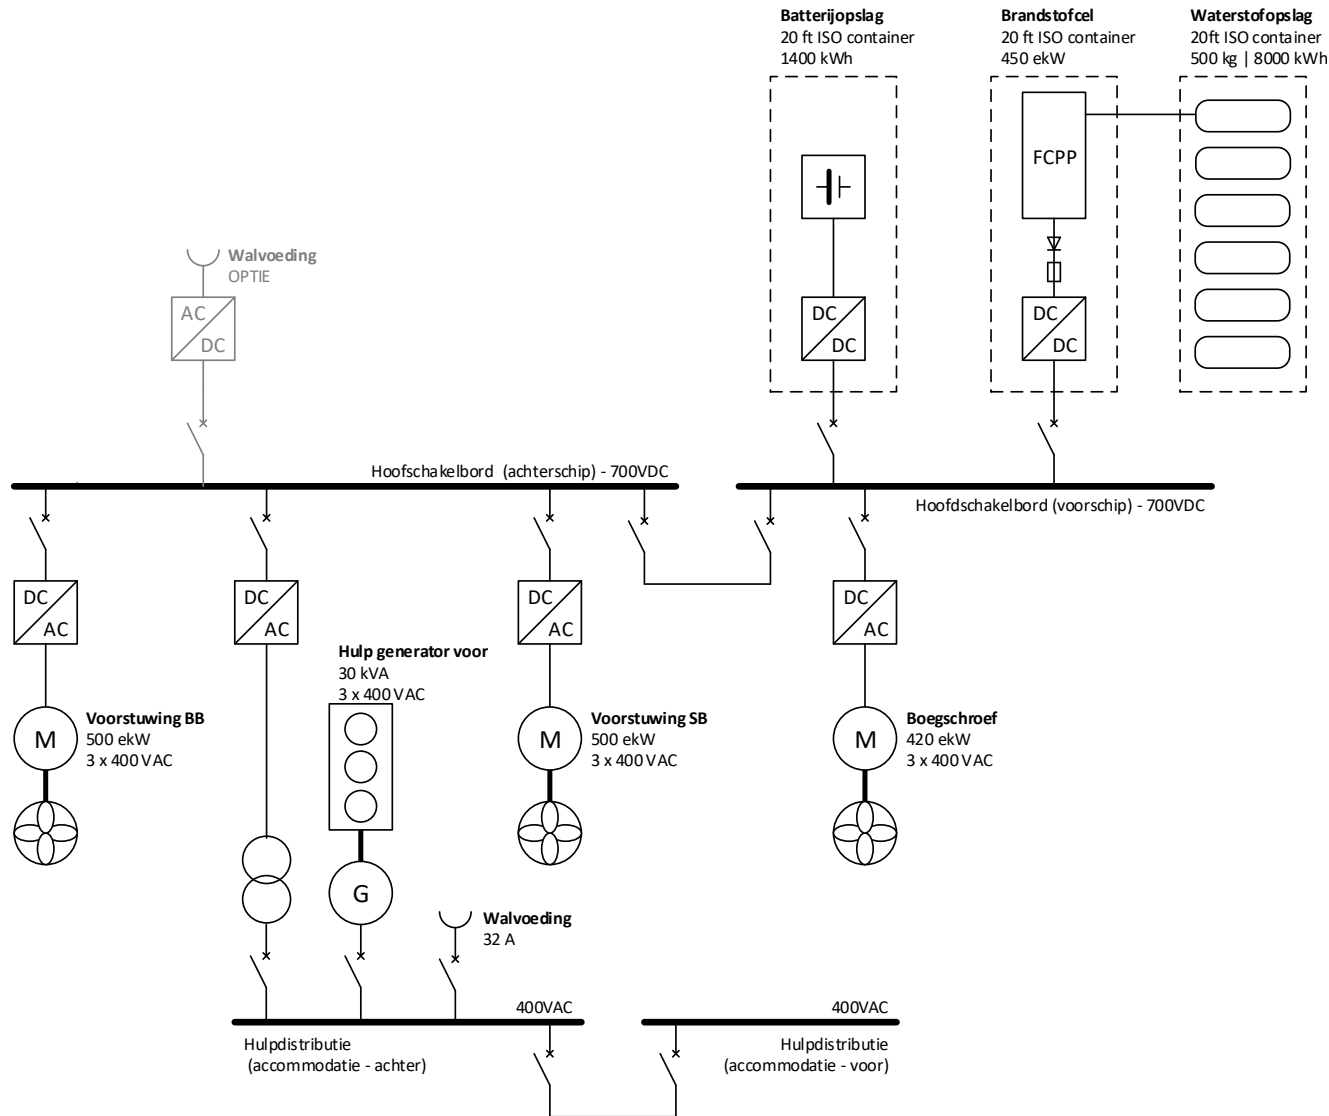 Batterijopslag
20 ft ISO container
1400 kWh
Brandstofcel
20 ft ISO container
450 ekW
Waterstofopslag
20ft ISO container
500 kg | 8000 kWh
FCPP
Walvoeding
OPTIE
AC
DC
DC
DC
DC
DC
Hoofschakelbord (achterschip) - 700VDC
Hoofdschakelbord (voorschip) - 700VDC
DC
AC
DC
AC
DC
AC
DC
AC
Hulp generator voor
30 kVA
3 x 400 VAC
M
Voorstuwing BB
500 ekW
3 x 400 VAC
M
Voorstuwing SB
500 ekW
3 x 400 VAC
M
Boegschroef
420 ekW
3 x 400 VAC
G
Walvoeding
32 A
400VAC
400VAC
Hulpdistributie
(accommodatie - achter)
Hulpdistributie
(accommodatie - voor)